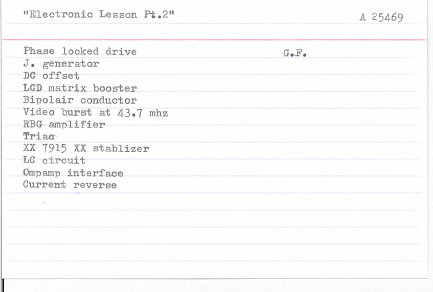 "Electronic Lesson Pt.2"
A 25469
Phase locked drive
G.F.
J. generator
DC offset
LCD matrix booster
Bipolair conductor
Video burst at 43.7 mhz
RBG amplifier
Triac
XX 7915 XX stablizer
LC circuit
Ompamp interface
Current reverse